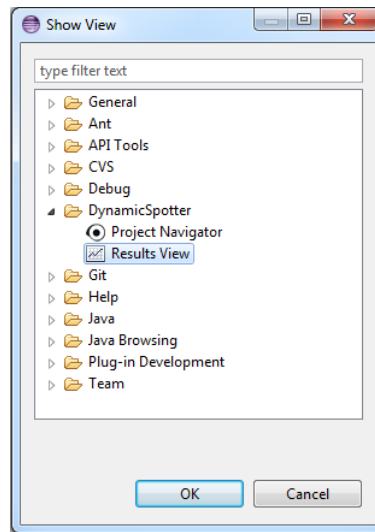 Show View
type filter text
General
Ant
API Tools
CVS
Debug
DynamicSpotter
Project Navigator
Results View
Git
Help
Java
Java Browsing
Plug-in Development
Team
OK Cancel